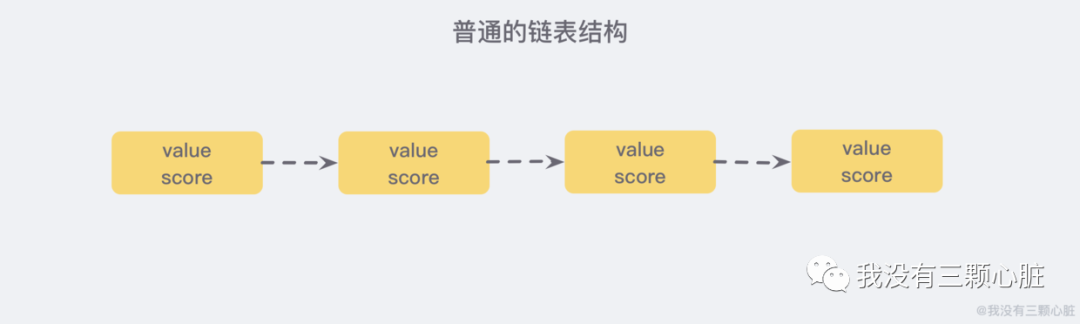 普通的链表结构
value
score
value
score
value
score
value
score
我没有三颗心脏
@我没有三颗心脏